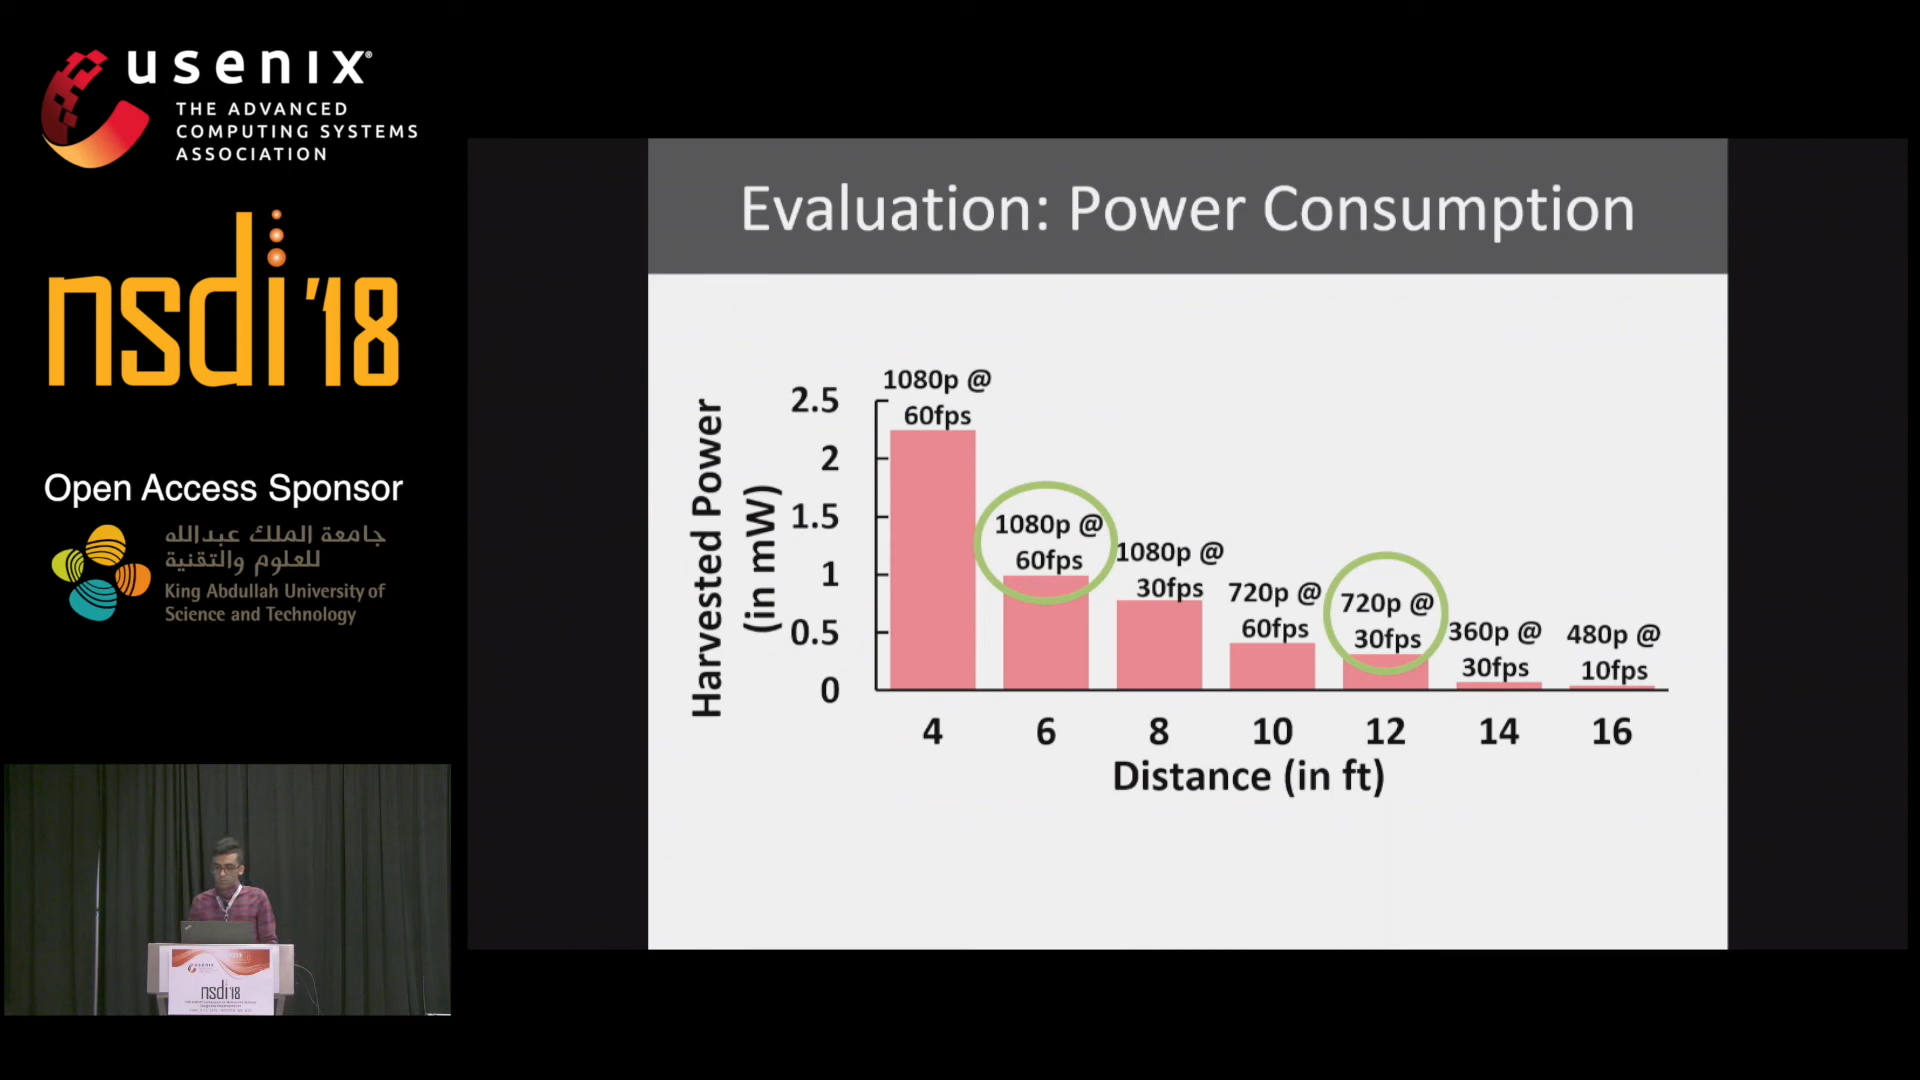 usenix®
THE ADVANCED
COMPUTING SYSTEMS
ASSOCIATION
nsdi'18
Open Access Sponsor
جامعة الملك عبدالله
للعلوم والتقنية
King Abdullah University of
Science and Technology
usenix
nsdi'18
Evaluation: Power Consumption
Harvested Power
(in mW)
2.5
2
1.5
1
0.5
0
1080p @
60fps
1080p @
60fps
1080p @
30fps
720p @
60fps
720p @
30fps
360p @
30fps
480p @
10fps
4
6
8
10
12
14
16
Distance (in ft)